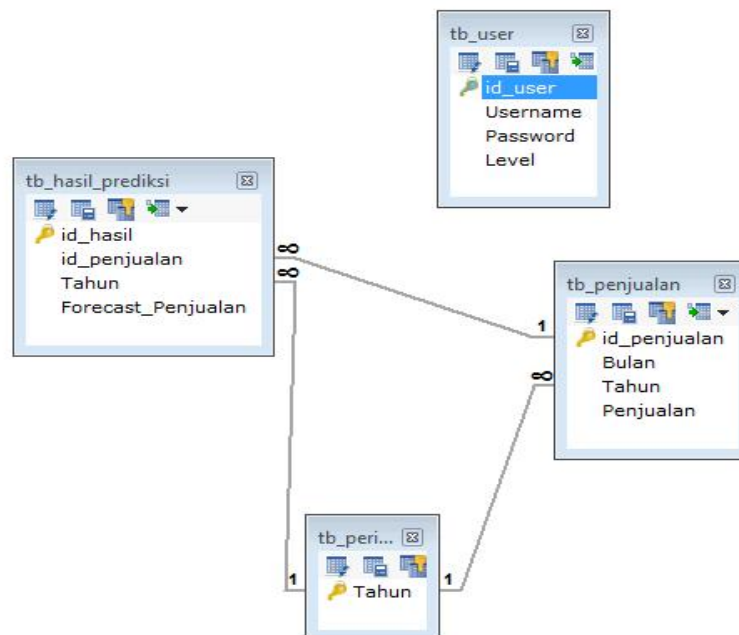 tb_user
id_user
Username
Password
Level
tb_hasil_prediksi
id_hasil
id_penjualan
Tahun
Forecast_Penjualan
∞
∞
tb_penjualan
id_penjualan
Bulan
Tahun
Penjualan
1
∞
tb_peri...
Tahun
1
1